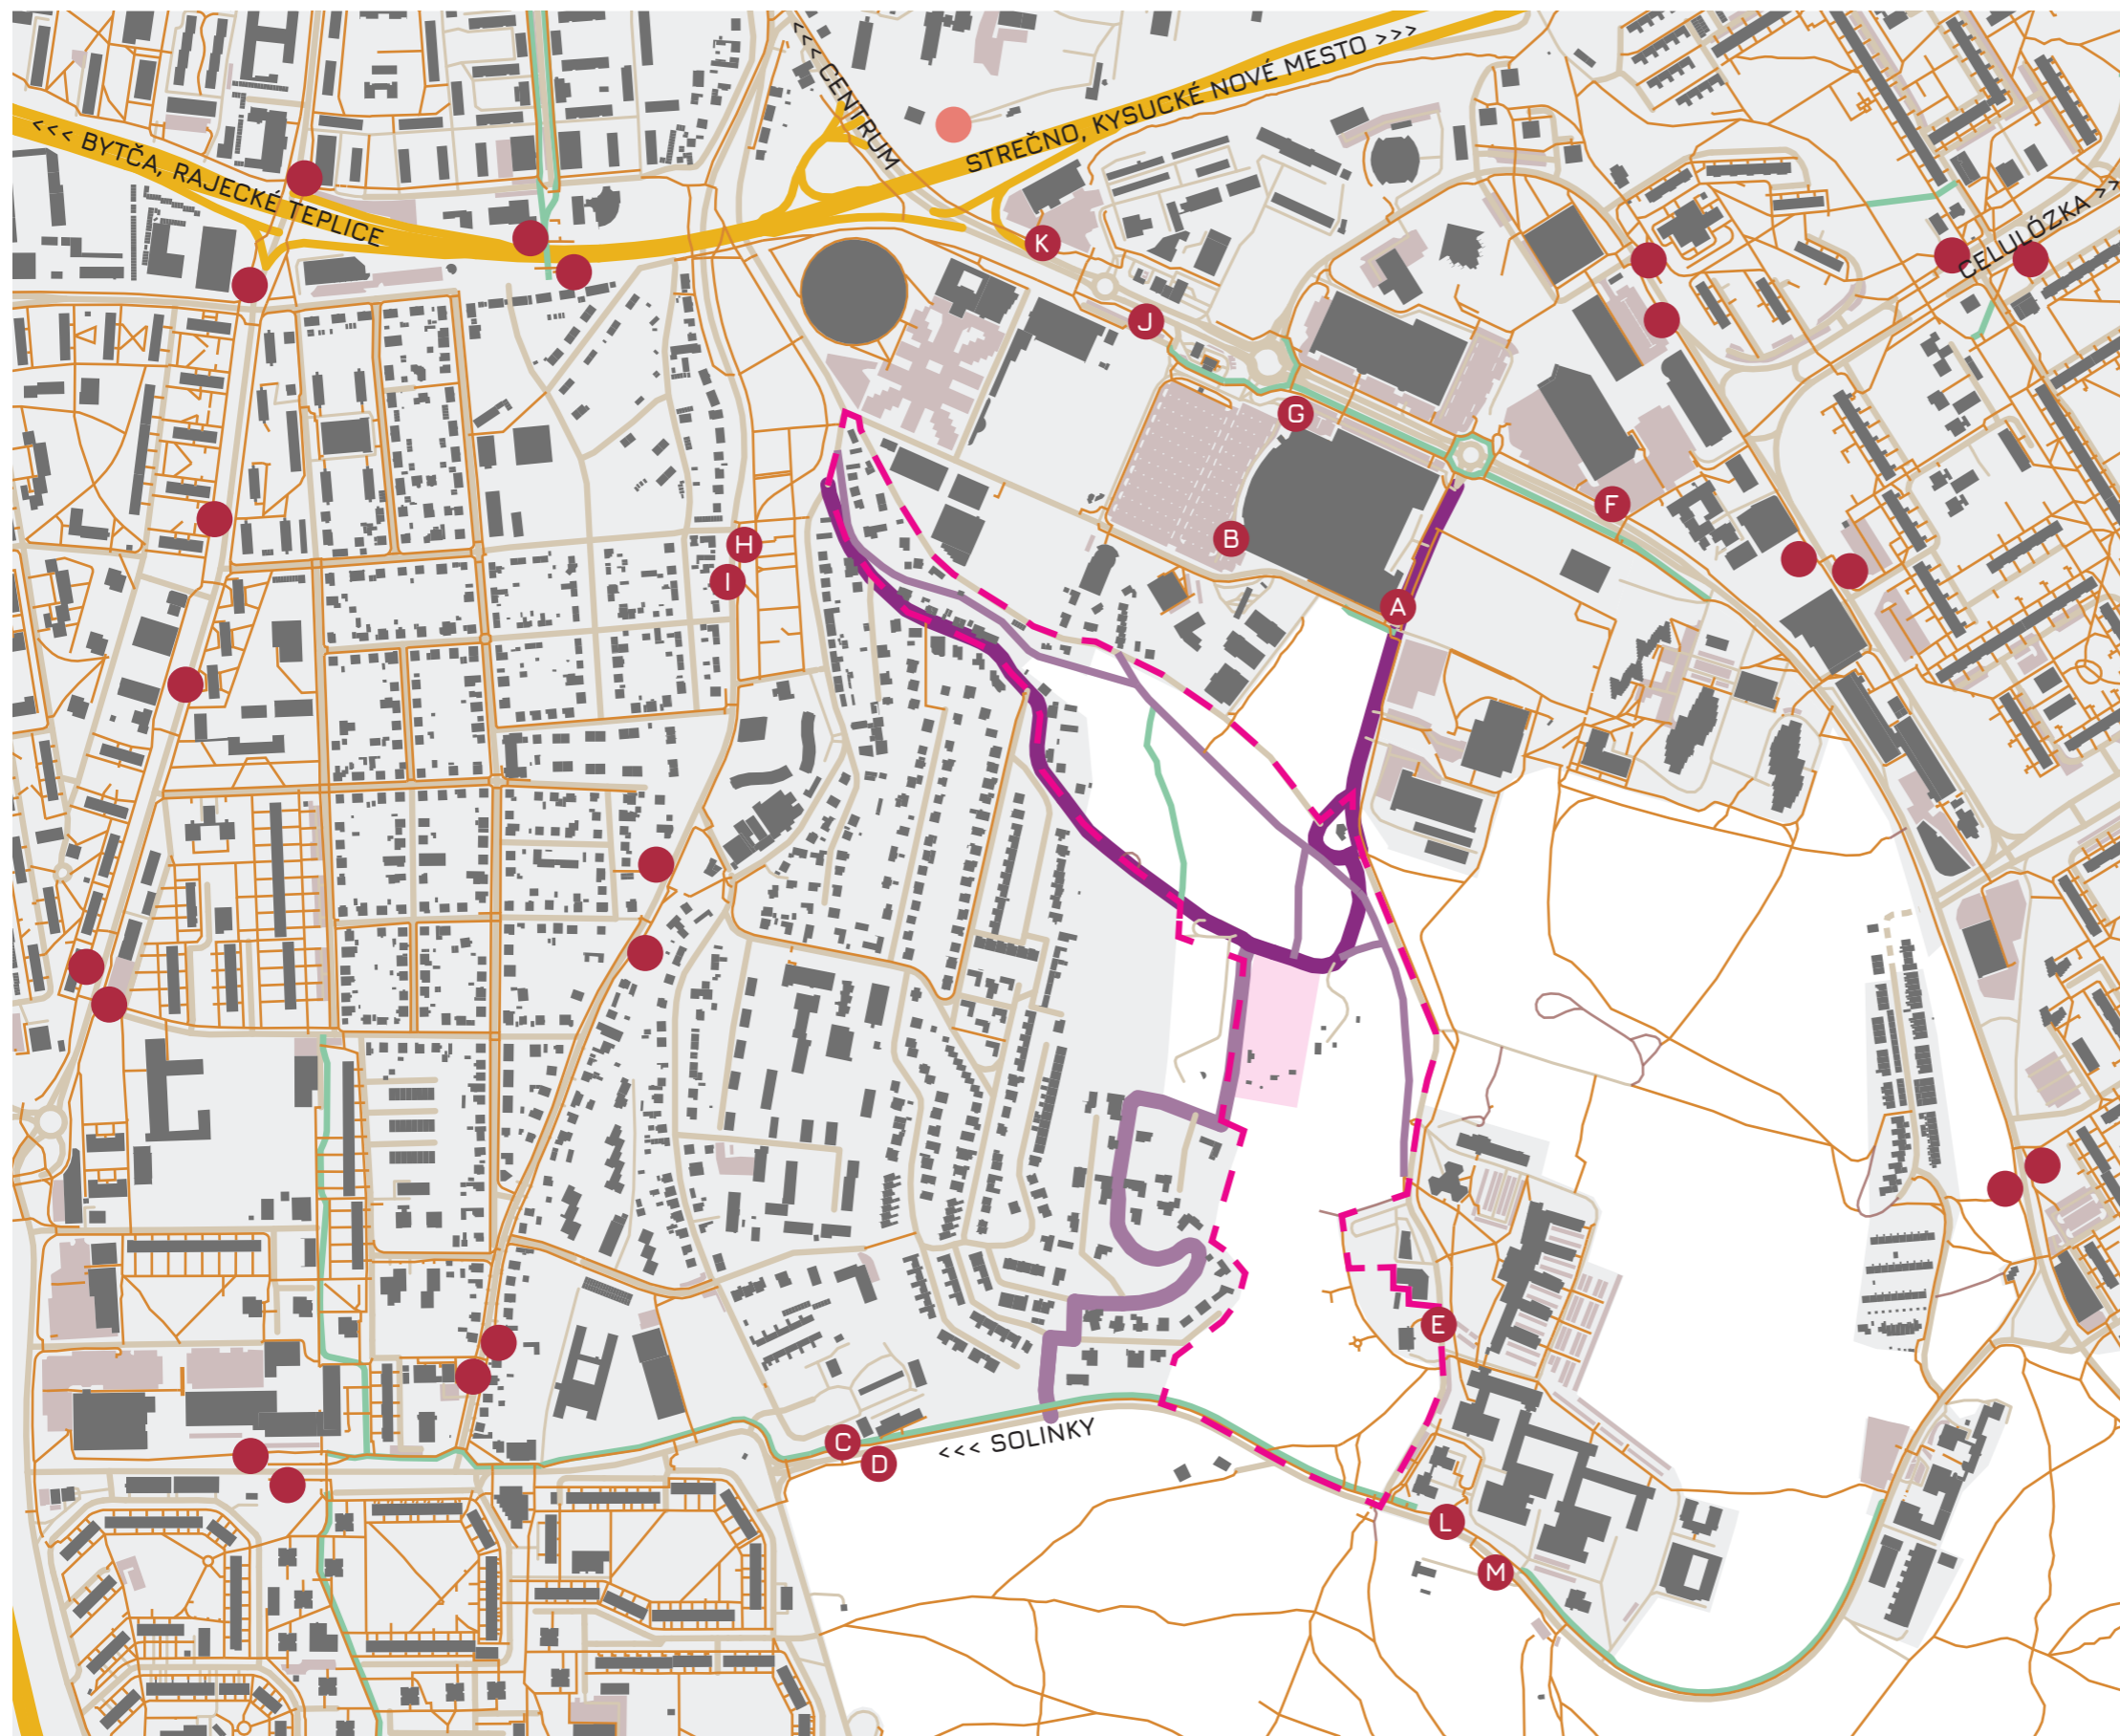 <<< CENTRUM
STREČNO, KYSUCKÉ NOVÉ MESTO >>>
<<< BYTČA, RAJECKÉ TEPLICE
CELULÓZKA >>
K
J
G
F
B
H
I
A
E
C
D
<<< SOLINKY
L
M